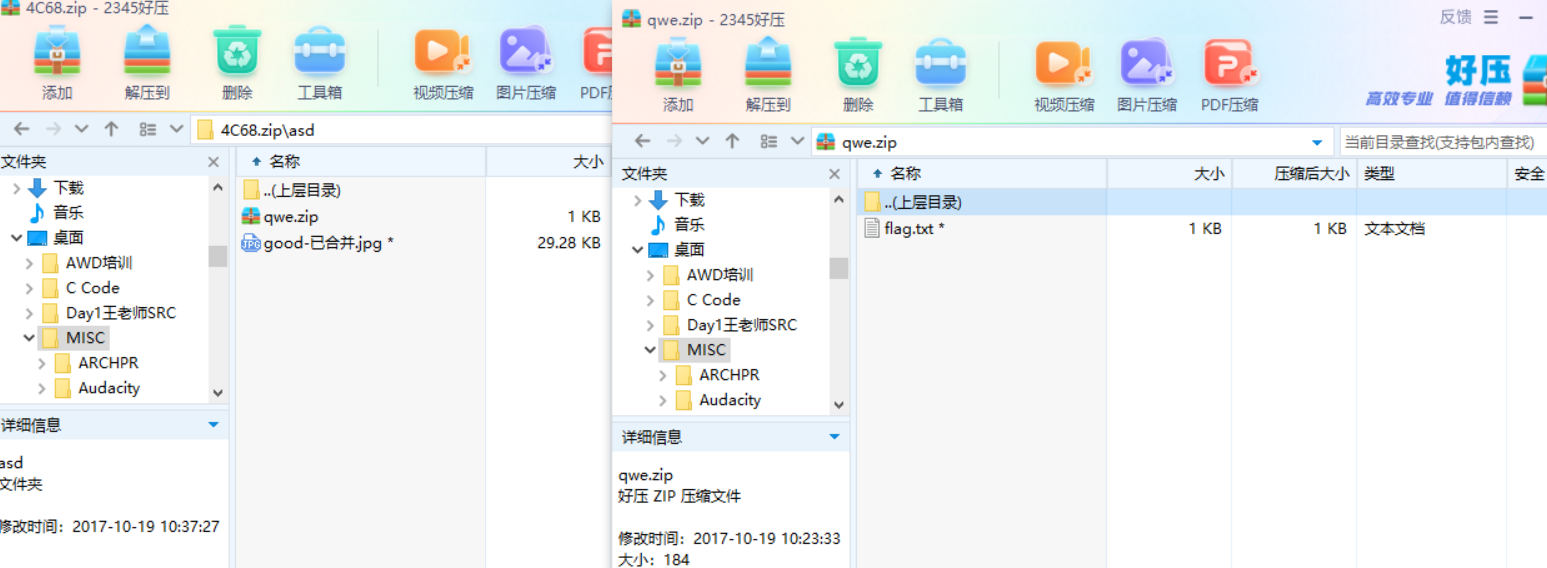 4C68.zip - 2345好压
添加 解压到 删除 工具箱 视频压缩 图片压缩
4C68.zip\asd
文件夹
名称 大小
下载
音乐
桌面
AWD培训
C Code
Day1王老师SRC
MISC
ARCHPR
Audacity
..(上层目录)
qwe.zip 1 KB
good-已合并.jpg * 29.28 KB
详细信息
asd
文件夹
修改时间：2017-10-19 10:37:27
qwe.zip - 2345好压
反馈
添加 解压到 删除 工具箱 视频压缩 图片压缩 PDF压缩
好压
高效专业 值得信赖
qwe.zip
当前目录查找(支持包内查找)
文件夹
名称 大小 压缩后大小 类型 安全
下载
音乐
桌面
AWD培训
C Code
Day1王老师SRC
MISC
ARCHPR
Audacity
..(上层目录)
flag.txt * 1 KB 1 KB 文本文档
详细信息
qwe.zip
好压 ZIP 压缩文件
修改时间：2017-10-19 10:23:33
大小：184